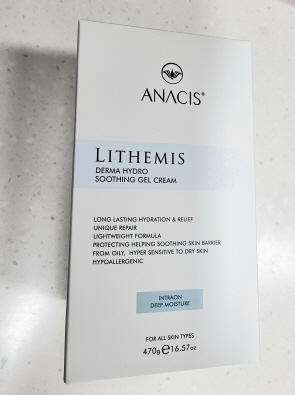 ANACIS®
LITHEMIS
DERMA HYDRO
SOOTHING GEL CREAM
LONG LASTING HYDRATION & RELIEF
UNIQUE REPAIR
LIGHTWEIGHT FORMULA
PROTECTING HELPING SOOTHING SKIN BARRIER
FROM OILY, HYPER SENSITIVE TO DRY SKIN
HYPOALLERGENIC
INTRAON
DEEP MOISTURE
FOR ALL SKIN TYPES
470g ℮ 16.57oz